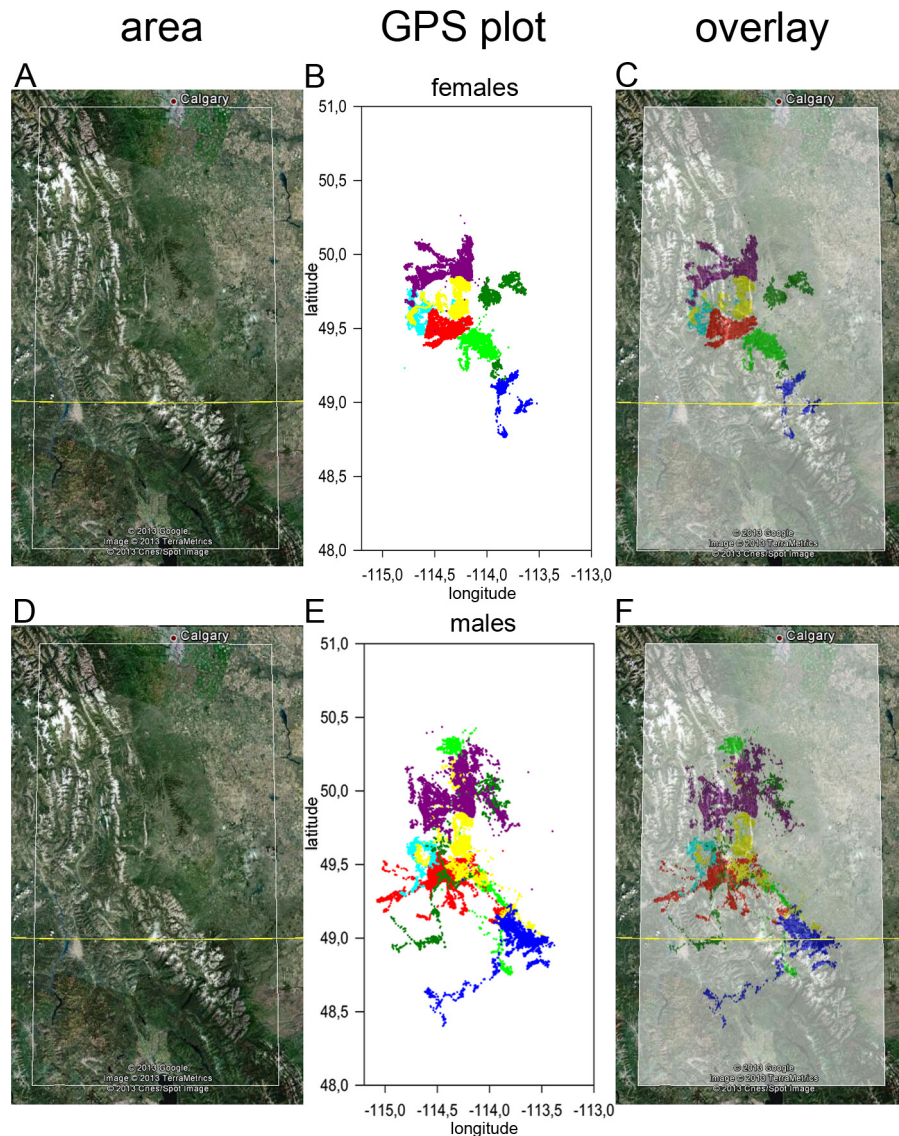 area GPS plot overlay
A B C
females
Calgary
Calgary
51,0
50,5
50,0
49,5
49,0
48,5
48,0
latitude
-115,0 -114,5 -114,0 -113,5 -113,0
longitude
© 2013 Google
Image © 2013 TerraMetrics
© 2013 Cnes/Spot Image
© 2013 Google
Image © 2013 TerraMetrics
© 2013 Cnes/Spot Image
D E F
males
Calgary
Calgary
51,0
50,5
50,0
49,5
49,0
48,5
48,0
latitude
-115,0 -114,5 -114,0 -113,5 -113,0
longitude
© 2013 Google
Image © 2013 TerraMetrics
© 2013 Cnes/Spot Image
© 2013 Google
Image © 2013 TerraMetrics
© 2013 Cnes/Spot Image